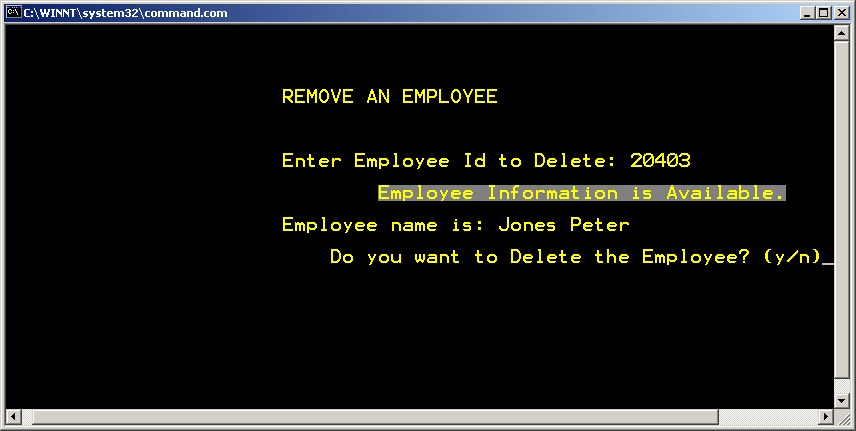 C:\WINNT\system32\command.com
REMOVE AN EMPLOYEE
Enter Employee Id to Delete: 20403
Employee Information is Available.
Employee name is: Jones Peter
Do you want to Delete the Employee? (y/n)_